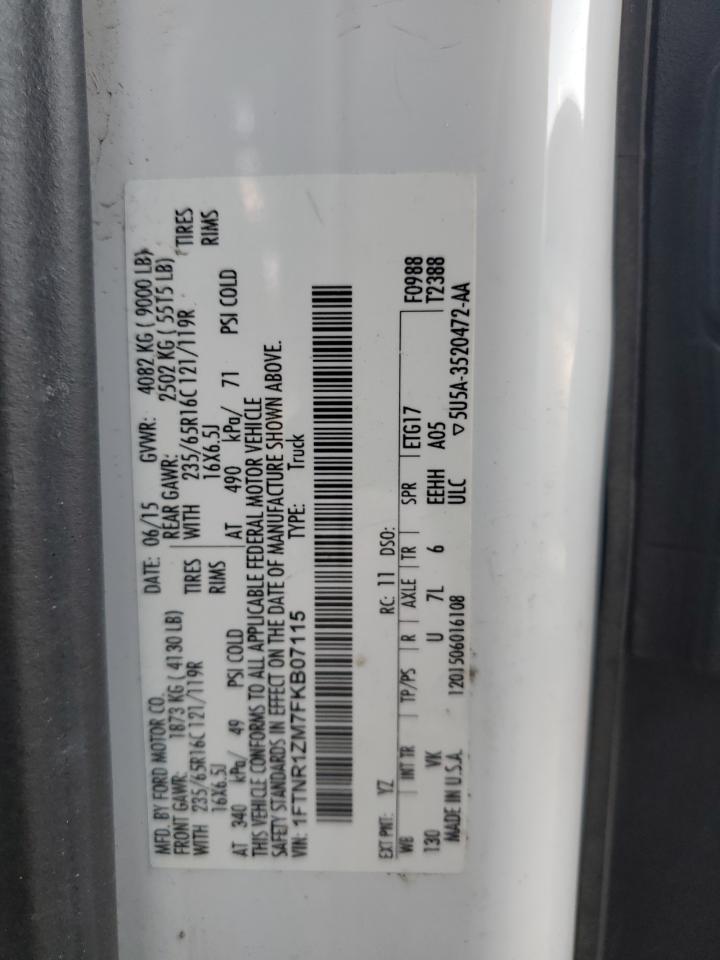 MFD. BY FORD MOTOR CO. DATE: 06/15 GVWR: 4082 KG ( 9000 LB)
FRONT GAWR: 1873 KG ( 4130 LB) REAR GAWR: 2502 KG ( 5515 LB)
WITH 235/65R16C 121/119R TIRES WITH 235/65R16C 121/119R TIRES
16X6.5J RIMS 16X6.5J RIMS
AT 340 kPa/ 49 PSI COLD AT 490 kPa/ 71 PSI COLD
THIS VEHICLE CONFORMS TO ALL APPLICABLE FEDERAL MOTOR VEHICLE
SAFETY STANDARDS IN EFFECT ON THE DATE OF MANUFACTURE SHOWN ABOVE.
VIN: 1FTNR1ZM7FKB07115 TYPE: Truck
EXT PNT: YZ RC: 11 DSO:
WB INT TR TP/PS R AXLE TR SPR ETG17 F0988
130 VK U 7L 6 EEHH A05 T2388
MADE IN U.S.A. 120J506016108 ULC ▽5U5A-3520472-AA